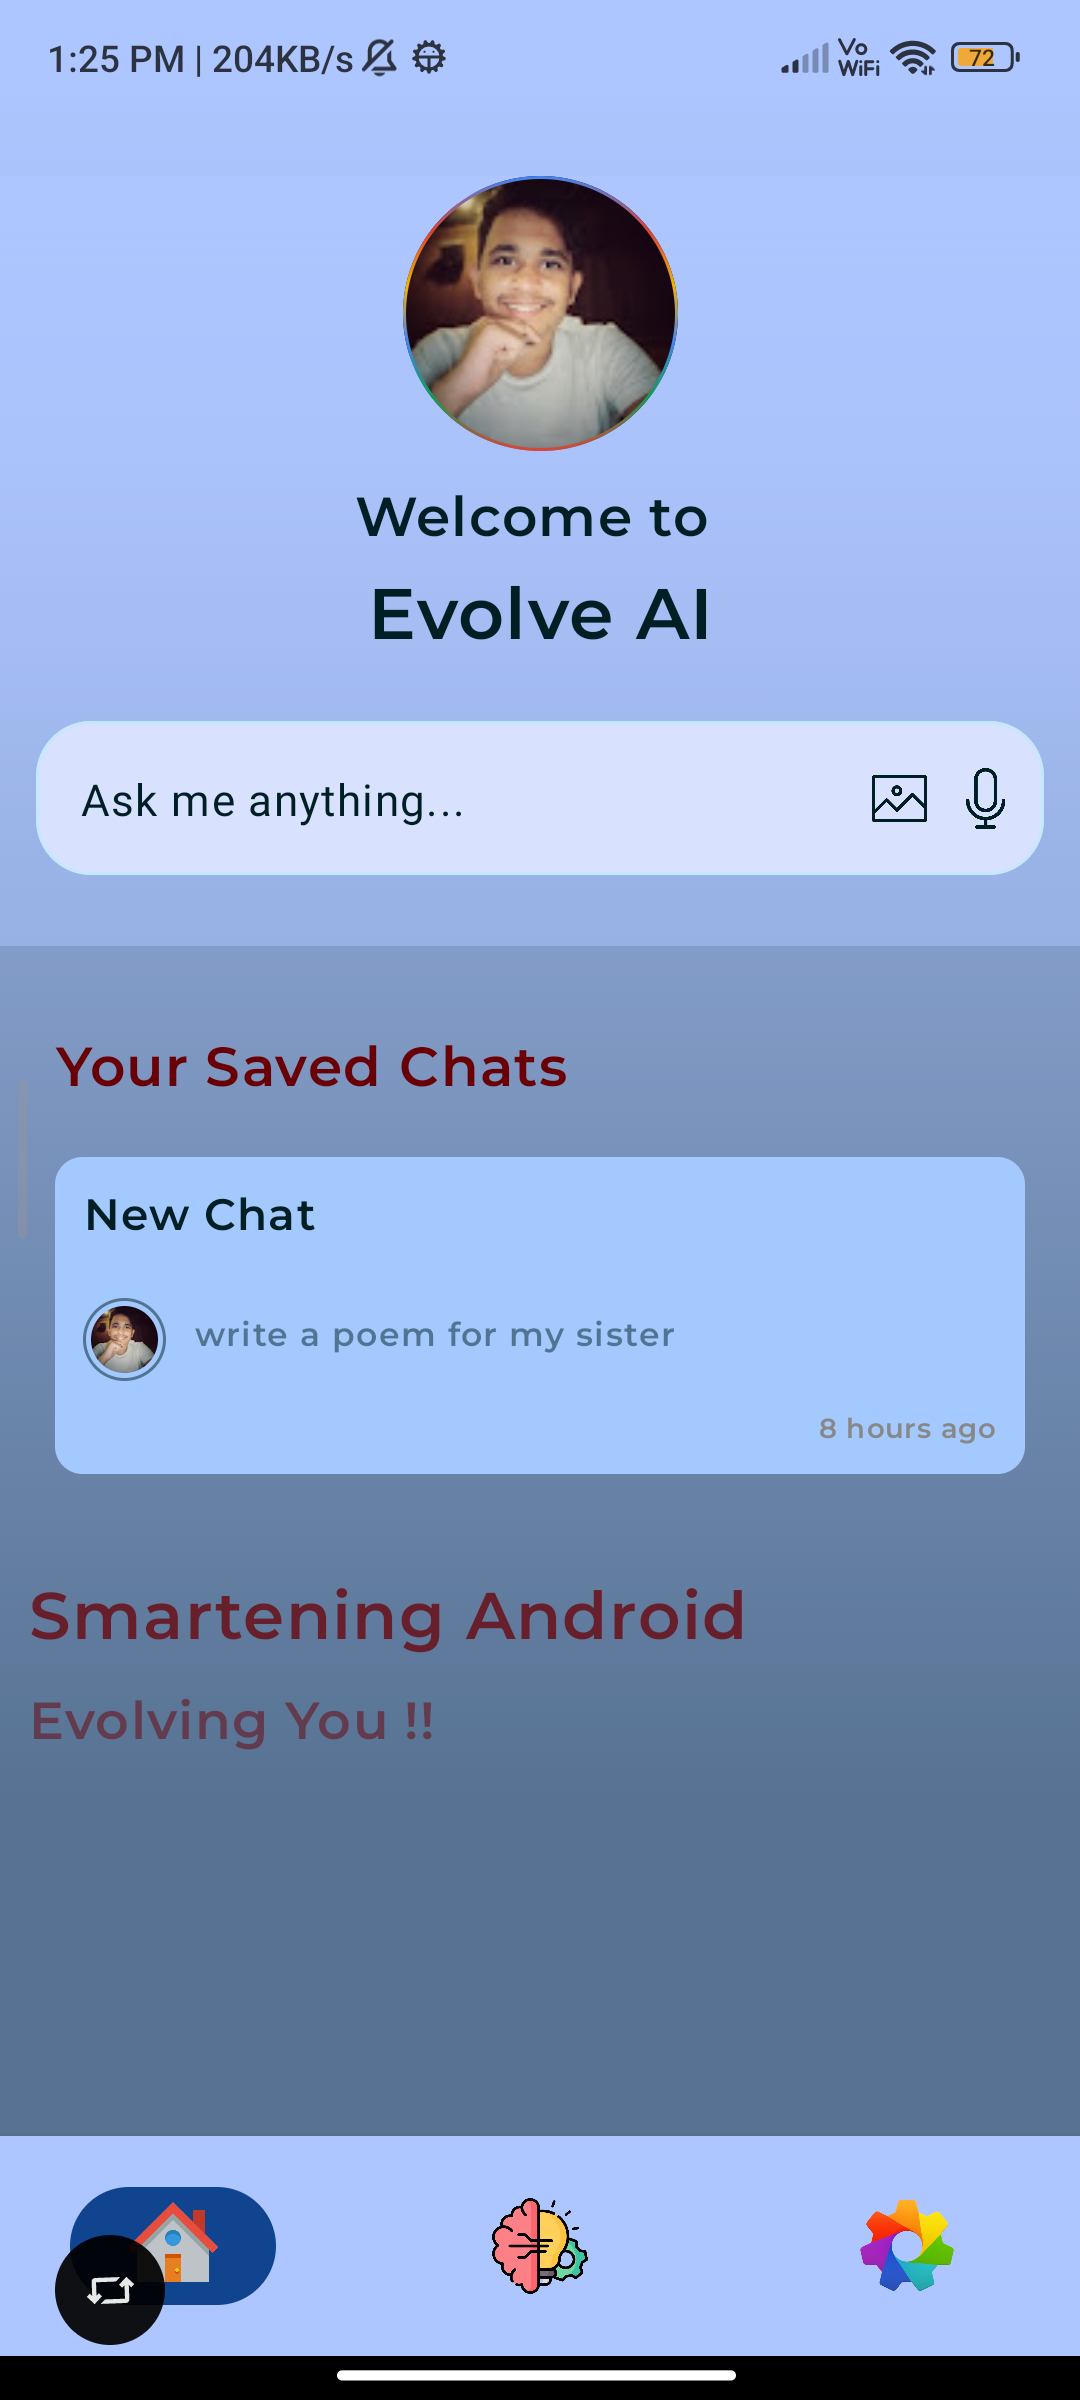 1:25 PM | 204KB/s
Vo
WiFi
72
Welcome to
Evolve AI
Ask me anything...
Your Saved Chats
New Chat
write a poem for my sister
8 hours ago
Smartening Android
Evolving You !!